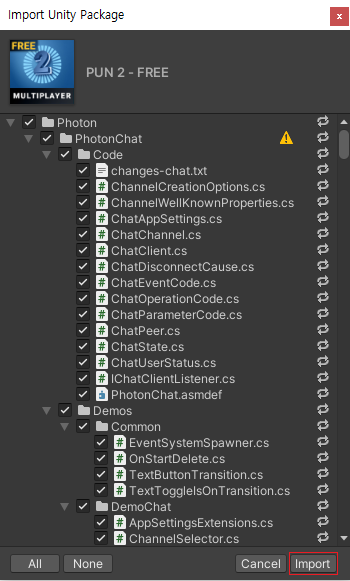 Import Unity Package
x
FREE
2
MULTIPLAYER
PUN 2 - FREE
Photon
PhotonChat
Code
changes-chat.txt
ChannelCreationOptions.cs
ChannelWellKnownProperties.cs
ChatAppSettings.cs
ChatChannel.cs
ChatClient.cs
ChatDisconnectCause.cs
ChatEventCode.cs
ChatOperationCode.cs
ChatParameterCode.cs
ChatPeer.cs
ChatState.cs
ChatUserStatus.cs
IChatClientListener.cs
PhotonChat.asmdef
Demos
Common
EventSystemSpawner.cs
OnStartDelete.cs
TextButtonTransition.cs
TextToggleIsOnTransition.cs
DemoChat
AppSettingsExtensions.cs
ChannelSelector.cs
All None Cancel Import